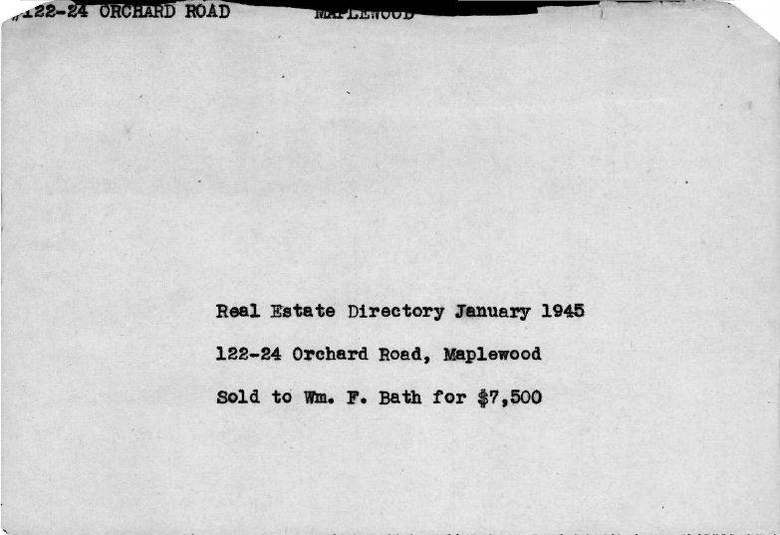 #122-24 ORCHARD ROAD MAPLEWOOD
Real Estate Directory January 1945
122-24 Orchard Road, Maplewood
Sold to Wm. F. Bath for $7,500